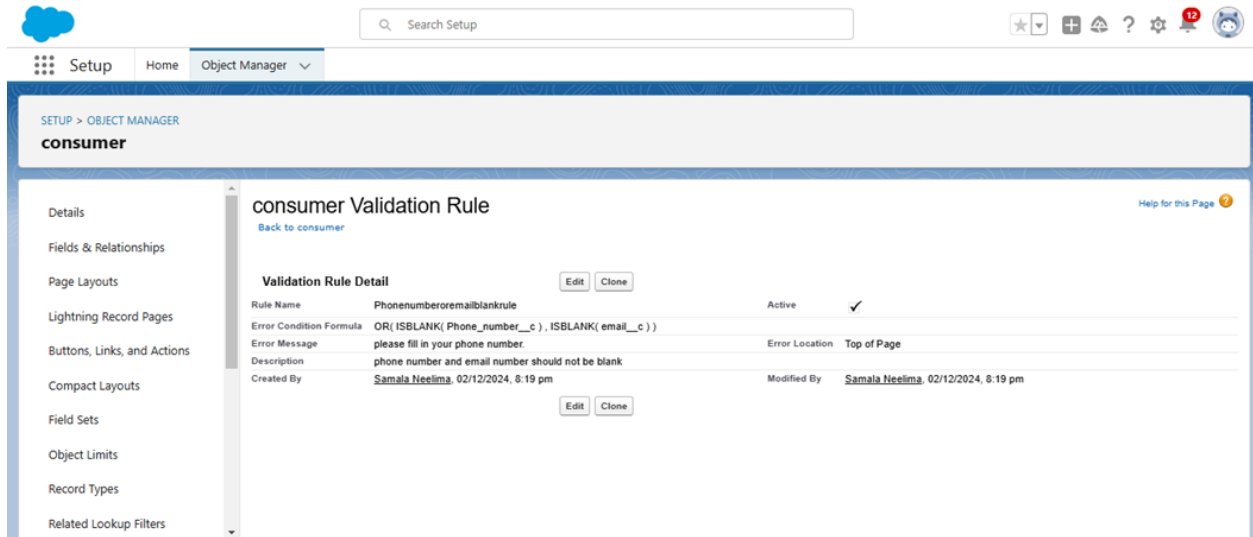 Search Setup
12
Setup Home Object Manager
SETUP > OBJECT MANAGER
consumer
Details
Fields & Relationships
Page Layouts
Lightning Record Pages
Buttons, Links, and Actions
Compact Layouts
Field Sets
Object Limits
Record Types
Related Lookup Filters
consumer Validation Rule
Help for this Page ?
Back to consumer
Validation Rule Detail Edit Clone
Rule Name Phonenumberoremailblankrule Active
Error Condition Formula OR( ISBLANK( Phone_number__c ) , ISBLANK( email__c ) )
Error Message please fill in your phone number. Error Location Top of Page
Description phone number and email number should not be blank
Created By Samala Neelima, 02/12/2024, 8:19 pm Modified By Samala Neelima, 02/12/2024, 8:19 pm
Edit Clone